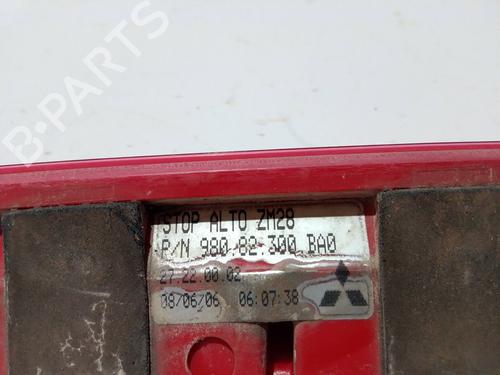 B-PARTS
STOP ALTO ZM28
P/N 980.82.300 BA0
27.22.00.02
08/06/06 06:07:38